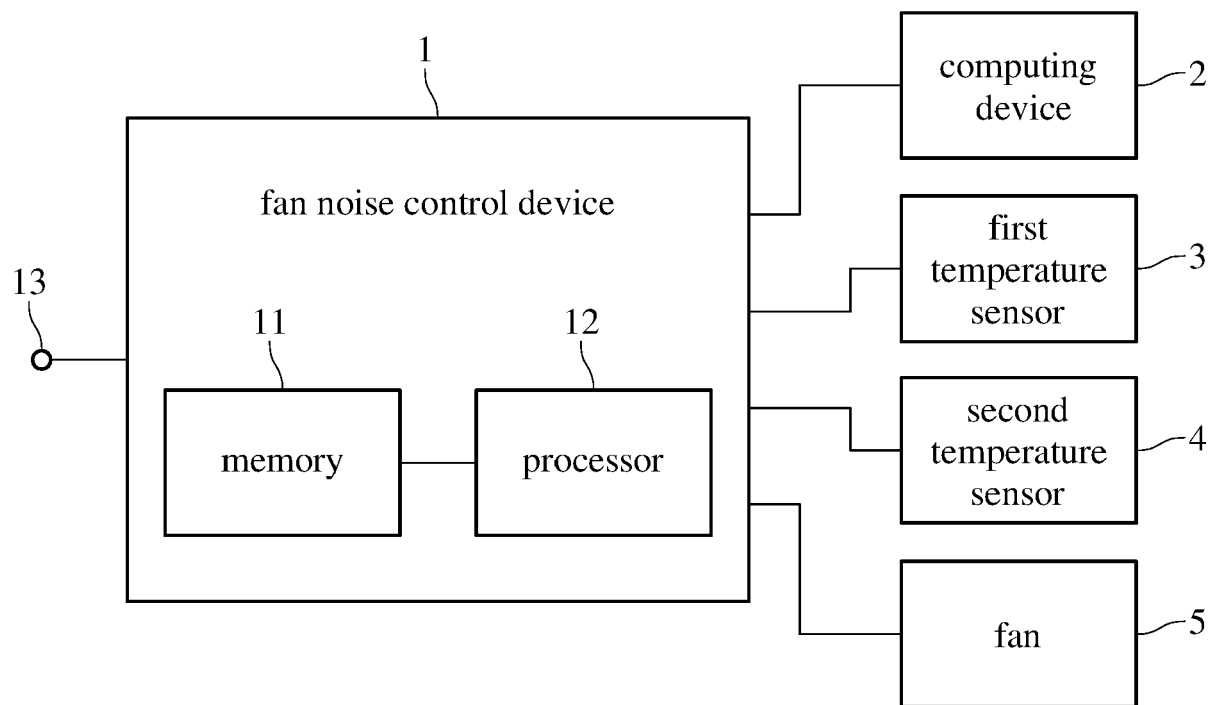 1
computing
device
2
fan noise control device
first
temperature
sensor
3
13
11
12
memory
processor
second
temperature
sensor
4
fan
5